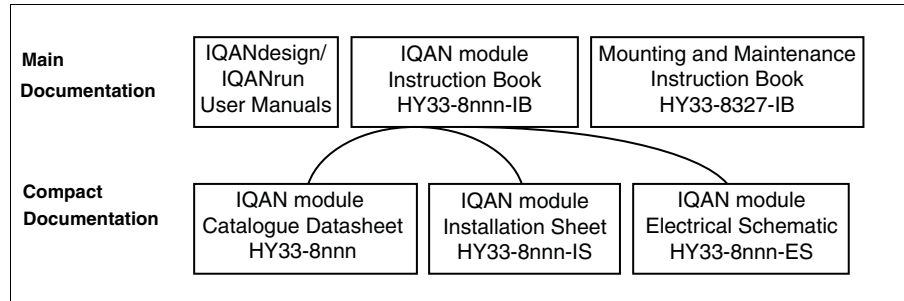 Main
Documentation
IQANdesign/
IQANrun
User Manuals
IQAN module
Instruction Book
HY33-8nnn-IB
Mounting and Maintenance
Instruction Book
HY33-8327-IB
Compact
Documentation
IQAN module
Catalogue Datasheet
HY33-8nnn
IQAN module
Installation Sheet
HY33-8nnn-IS
IQAN module
Electrical Schematic
HY33-8nnn-ES